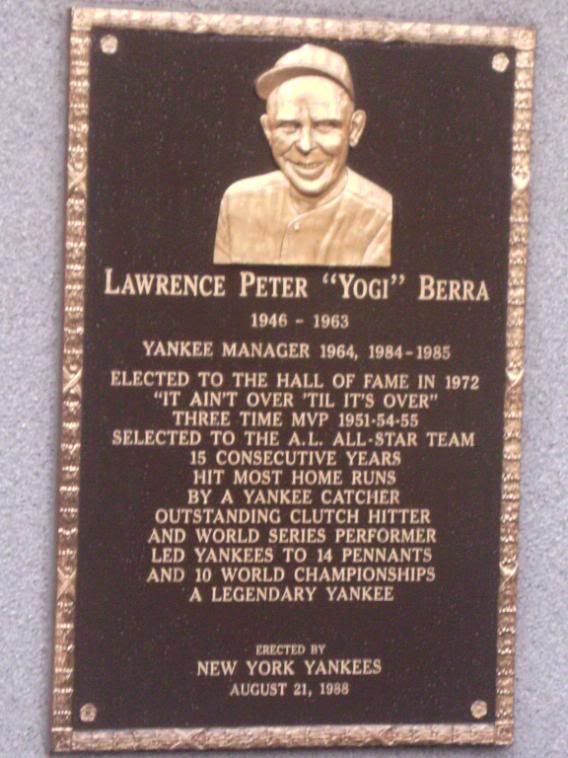 LAWRENCE PETER "YOGI" BERRA
1946 - 1963
YANKEE MANAGER 1964, 1984-1985
ELECTED TO THE HALL OF FAME IN 1972
"IT AIN'T OVER 'TIL IT'S OVER"
THREE TIME MVP 1951-54-55
SELECTED TO THE A.L. ALL-STAR TEAM
15 CONSECUTIVE YEARS
HIT MOST HOME RUNS
BY A YANKEE CATCHER
OUTSTANDING CLUTCH HITTER
AND WORLD SERIES PERFORMER
LED YANKEES TO 14 PENNANTS
AND 10 WORLD CHAMPIONSHIPS
A LEGENDARY YANKEE
ERECTED BY
NEW YORK YANKEES
AUGUST 21, 1988